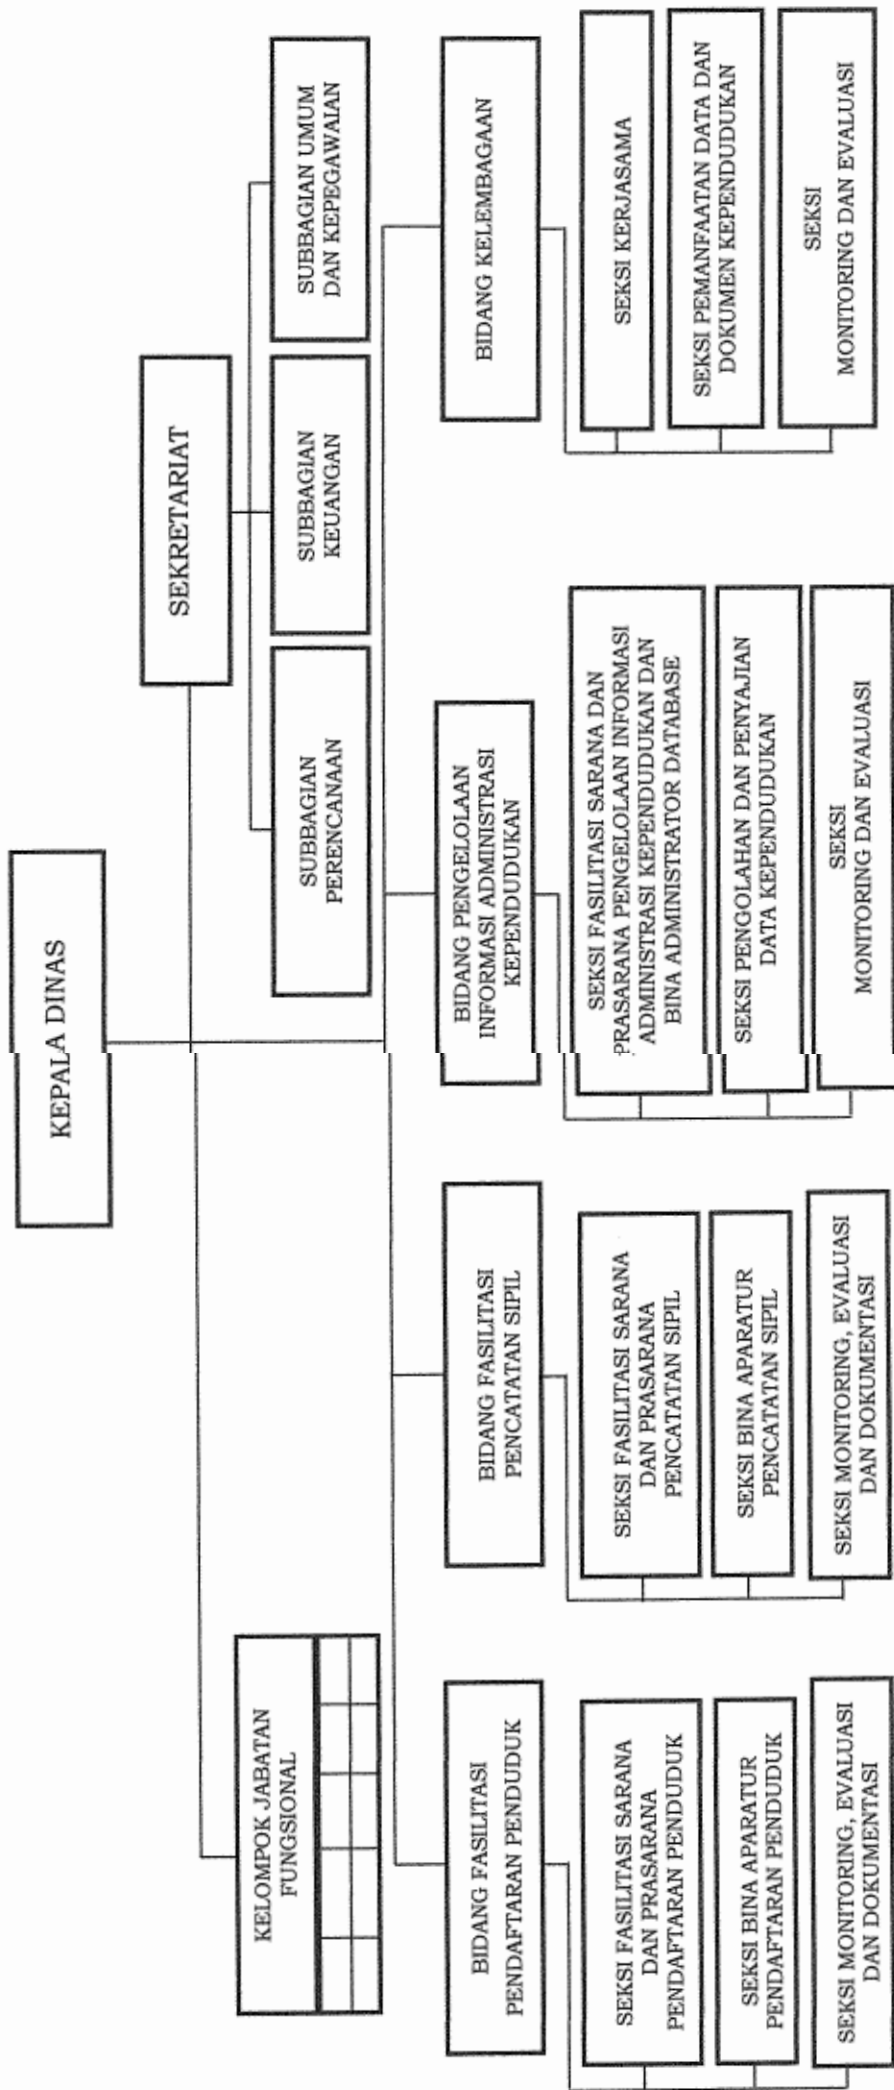 KEPALA DINAS
SEKRETARIAT
KELOMPOK JABATAN
FUNGSIONAL
SUBBAGIAN
PERENCANAAN
SUBBAGIAN
KEUANGAN
SUBBAGIAN UMUM
DAN KEPEGAWAIAN
BIDANG FASILITASI
PENDAFTARAN PENDUDUK
SEKSI FASILITASI SARANA
DAN PRASARANA
PENDAFTARAN PENDUDUK
SEKSI BINA APARATUR
PENDAFTARAN PENDUDUK
SEKSI MONITORING, EVALUASI
DAN DOKUMENTASI
BIDANG FASILITASI
PENCATATAN SIPIL
SEKSI FASILITASI SARANA
DAN PRASARANA
PENCATATAN SIPIL
SEKSI BINA APARATUR
PENCATATAN SIPIL
SEKSI MONITORING, EVALUASI
DAN DOKUMENTASI
BIDANG PENGELOLAAN
INFORMASI ADMINISTRASI
KEPENDUDUKAN
SEKSI FASILITASI SARANA DAN
PRASARANA PENGELOLAAN INFORMASI
ADMINISTRASI KEPENDUDUKAN DAN
BINA ADMINISTRATOR DATABASE
SEKSI PENGOLAHAN DAN PENYAJIAN
DATA KEPENDUDUKAN
SEKSI
MONITORING DAN EVALUASI
BIDANG KELEMBAGAAN
SEKSI KERJASAMA
SEKSI PEMANFAATAN DATA DAN
DOKUMEN KEPENDUDUKAN
SEKSI
MONITORING DAN EVALUASI